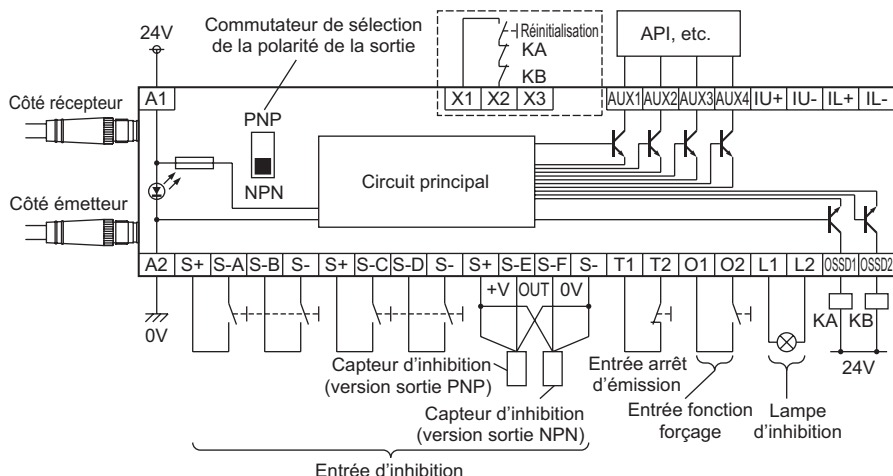 Commutateur de sélection
de la polarité de la sortie
24V
Réinitialisation
KA
KB
API, etc.
A1
X1 X2 X3
AUX1 AUX2 AUX3 AUX4 IU+ IU- IL+ IL-
Côté récepteur
PNP
NPN
Circuit principal
Côté émetteur
A2 S+ S-A S-B S- S+ S-C S-D S- S+ S-E S-F S- T1 T2 O1 O2 L1 L2 OSSD1 OSSD2
0V
+V OUT 0V
KA KB
24V
Capteur d'inhibition
(version sortie PNP)
Capteur d'inhibition
(version sortie NPN)
Entrée arrêt
d'émission
Entrée fonction
forçage
Lampe
d'inhibition
Entrée d'inhibition